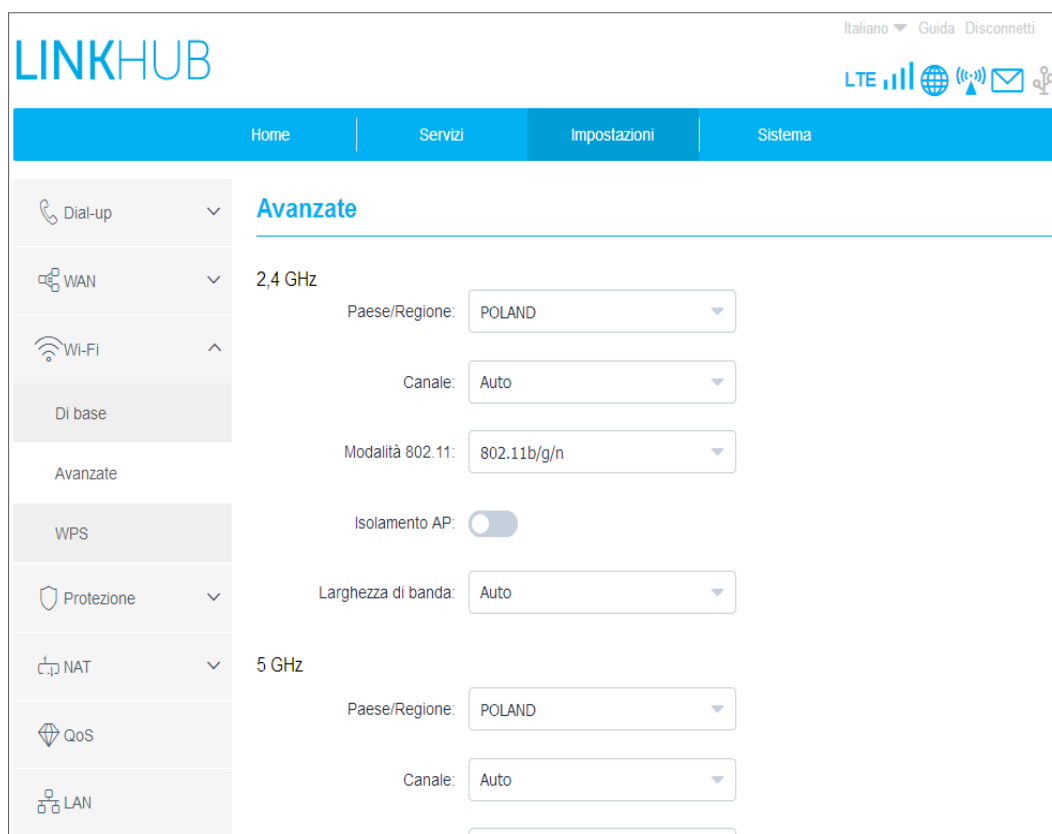 Italiano Guida Disconnetti
LINKHUB
LTE
Home Servizi Impostazioni Sistema
Dial-up
WAN
Wi-Fi
Di base
Avanzate
WPS
Protezione
NAT
QoS
LAN
Avanzate
2,4 GHz
Paese/Regione: POLAND
Canale: Auto
Modalità 802.11: 802.11b/g/n
Isolamento AP:
Larghezza di banda: Auto
5 GHz
Paese/Regione: POLAND
Canale: Auto